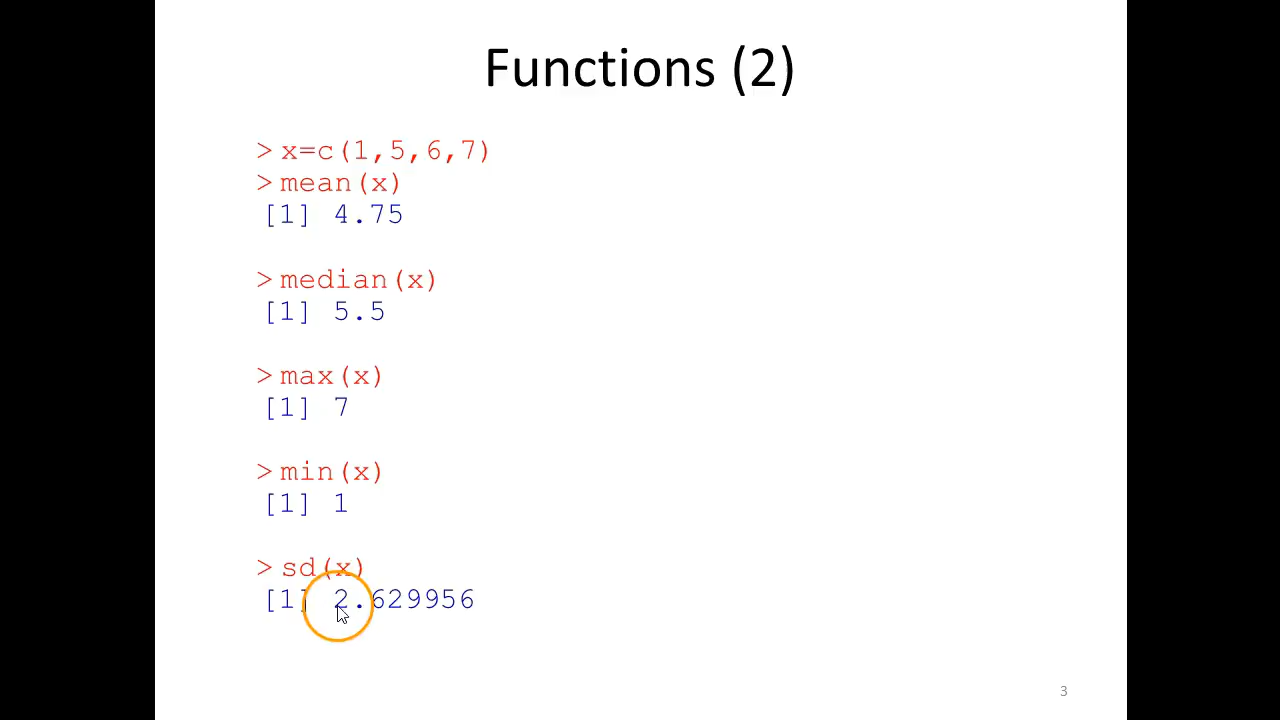 Functions (2)
> x=c(1,5,6,7)
> mean(x)
[1] 4.75
> median(x)
[1] 5.5
> max(x)
[1] 7
> min(x)
[1] 1
> sd(x)
[1] 2.629956
3